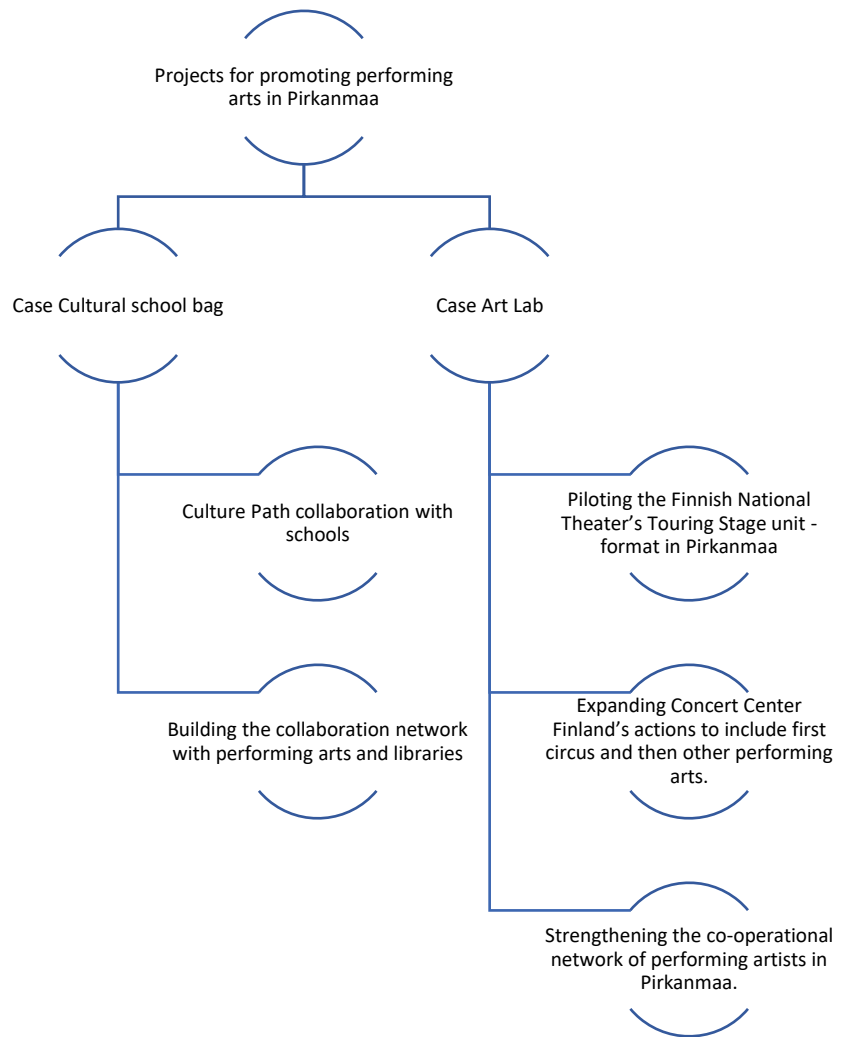 Projects for promoting performing
arts in Pirkanmaa
Case Cultural school bag
Case Art Lab
Culture Path collaboration with
schools
Building the collaboration network
with performing arts and libraries
Piloting the Finnish National
Theater’s Touring Stage unit -
format in Pirkanmaa
Expanding Concert Center
Finland’s actions to include first
circus and then other performing
arts.
Strengthening the co-operational
network of performing artists in
Pirkanmaa.